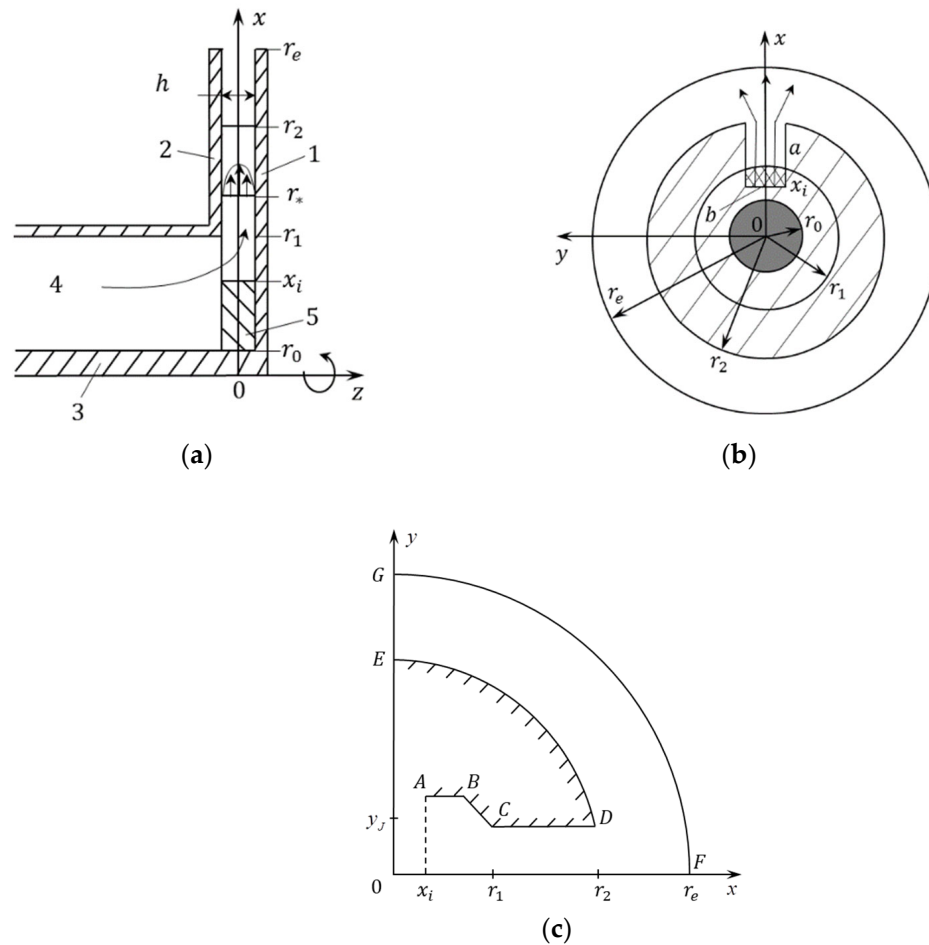 x
r_e
h
r_2
2
1
r_*
r_1
4
x_i
5
r_0
3
0
z
(a)
x
a
x_i
b
0
r_0
y
r_e
r_1
r_2
(b)
y
G
E
A
B
C
D
y_J
F
0
x_i
r_1
r_2
r_e
x
(c)